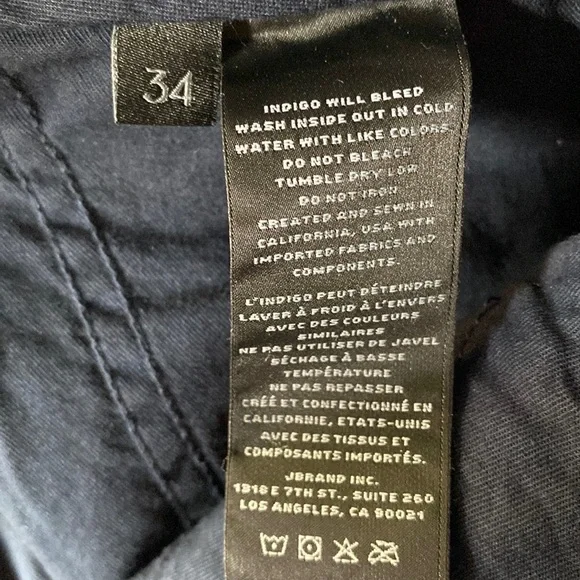 34
INDIGO WILL BLEED
WASH INSIDE OUT IN COLD
WATER WITH LIKE COLORS
DO NOT BLEACH
TUMBLE DRY LOW
DO NOT IRON
CREATED AND SEWN IN
CALIFORNIA, USA WITH
IMPORTED FABRICS AND
COMPONENTS.
L'INDIGO PEUT DÉTEINDRE
LAVER À FROID À L'ENVERS
AVEC DES COULEURS
SIMILAIRES
NE PAS UTILISER DE JAVEL
SÉCHAGE À BASSE
TEMPÉRATURE
NE PAS REPASSER
CRÉÉ ET CONFECTIONNÉ EN
CALIFORNIE, ETATS-UNIS
AVEC DES TISSUS ET
COMPOSANTS IMPORTÉS.
JBRAND INC.
1318 E 7TH ST., SUITE 260
LOS ANGELES, CA 90021